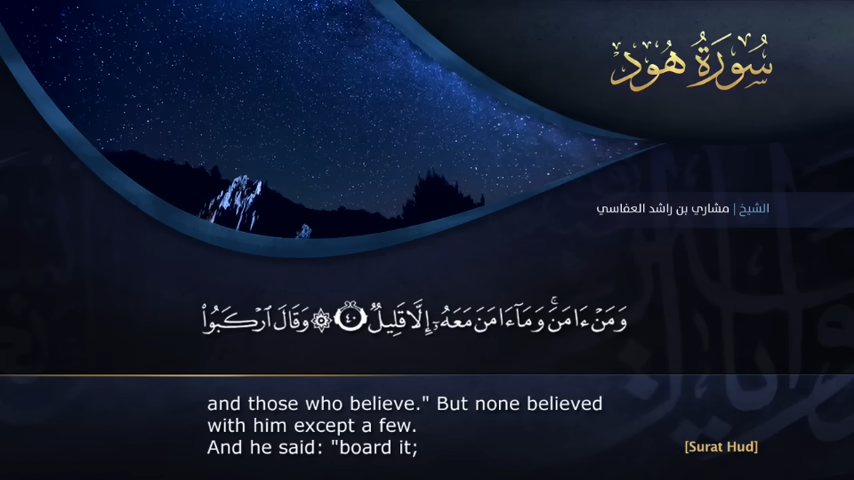 سُورَةُ هُود
الشيخ | مشاري بن راشد العفاسي
وَمَنْ ءَامَنَ ۚ وَمَآ ءَامَنَ مَعَهُۥٓ إِلَّا قَلِيلٌ ٤٠ ۞ وَقَالَ ٱرْكَبُوا۟
and those who believe." But none believed
with him except a few.
And he said: "board it;
[Surat Hud]